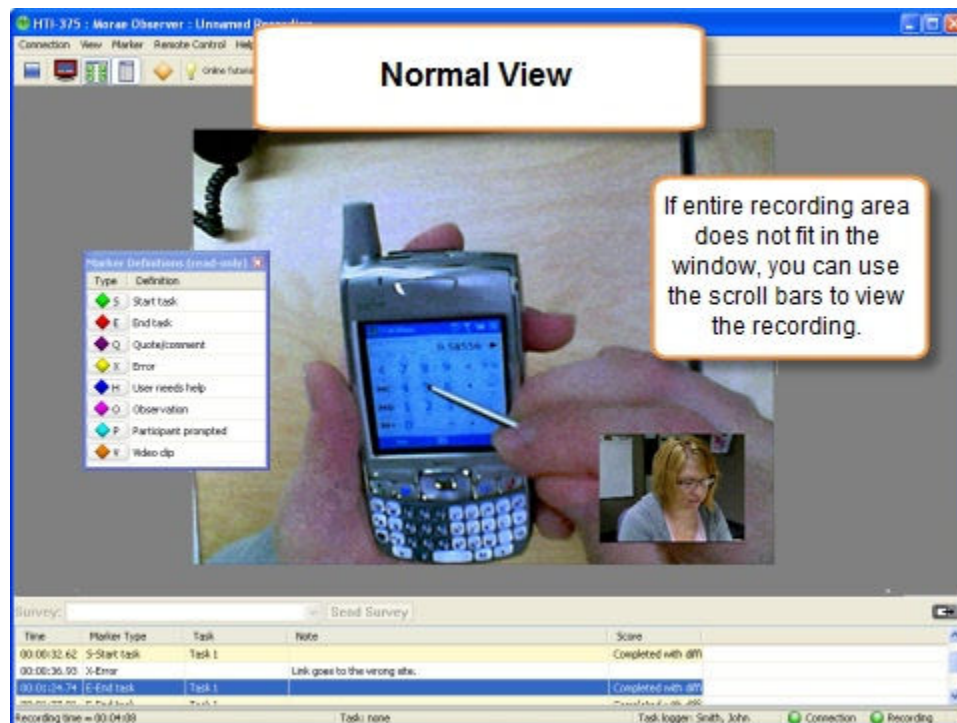 HTI-375 : Morae Observer : Unnamed Recording
Connection View Marker Remote Control Help
Online Tutorial
Normal View
If entire recording area
does not fit in the
window, you can use
the scroll bars to view
the recording.
Marker Definitions (read-only)
Type Definition
S Start task
E End task
Q Quote/comment
X Error
H User needs help
O Observation
P Participant prompted
V Video clip
Survey: Send Survey
Time Marker Type Task Note Score
00:00:32.62 S-Start task Task 1 Completed with diffi
00:00:36.93 X-Error Link goes to the wrong site.
00:01:24.74 E-End task Task 1 Completed with diffi
Recording time = 00:04:08 Task: none Task logger: Smith, John Connection Recording